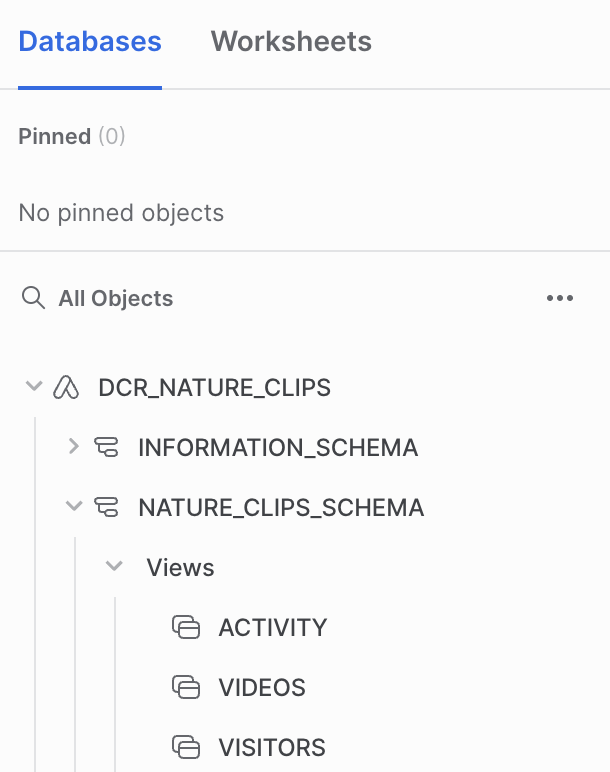 Databases Worksheets
Pinned (0)
No pinned objects
All Objects
DCR_NATURE_CLIPS
INFORMATION_SCHEMA
NATURE_CLIPS_SCHEMA
Views
ACTIVITY
VIDEOS
VISITORS